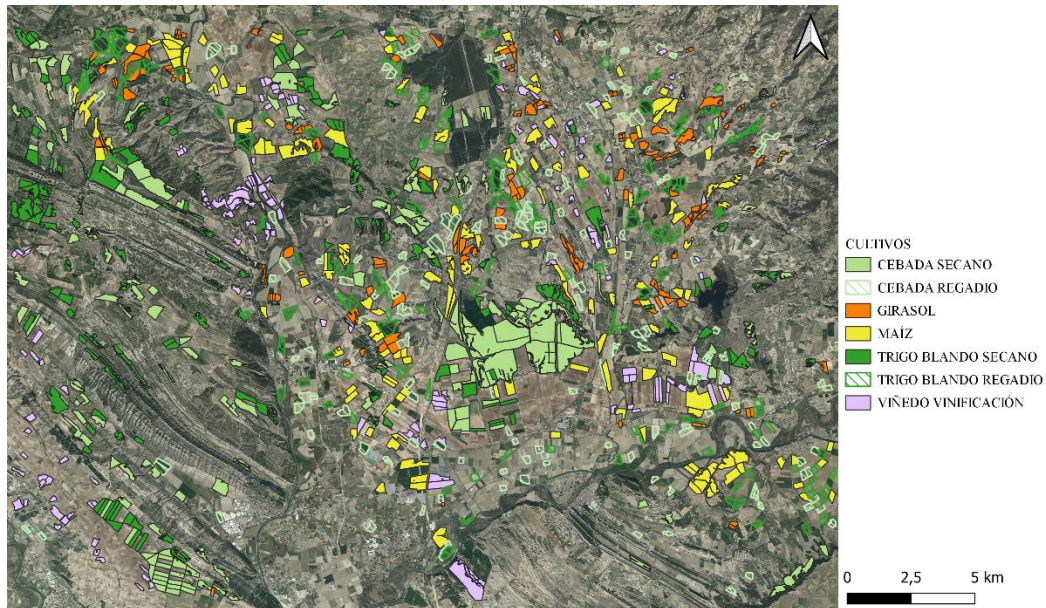 CULTIVOS
CEBADA SECANO
CEBADA REGADIO
GIRASOL
MAÍZ
TRIGO BLANDO SECANO
TRIGO BLANDO REGADIO
VIÑEDO VINIFICACIÓN
0 2,5 5 km